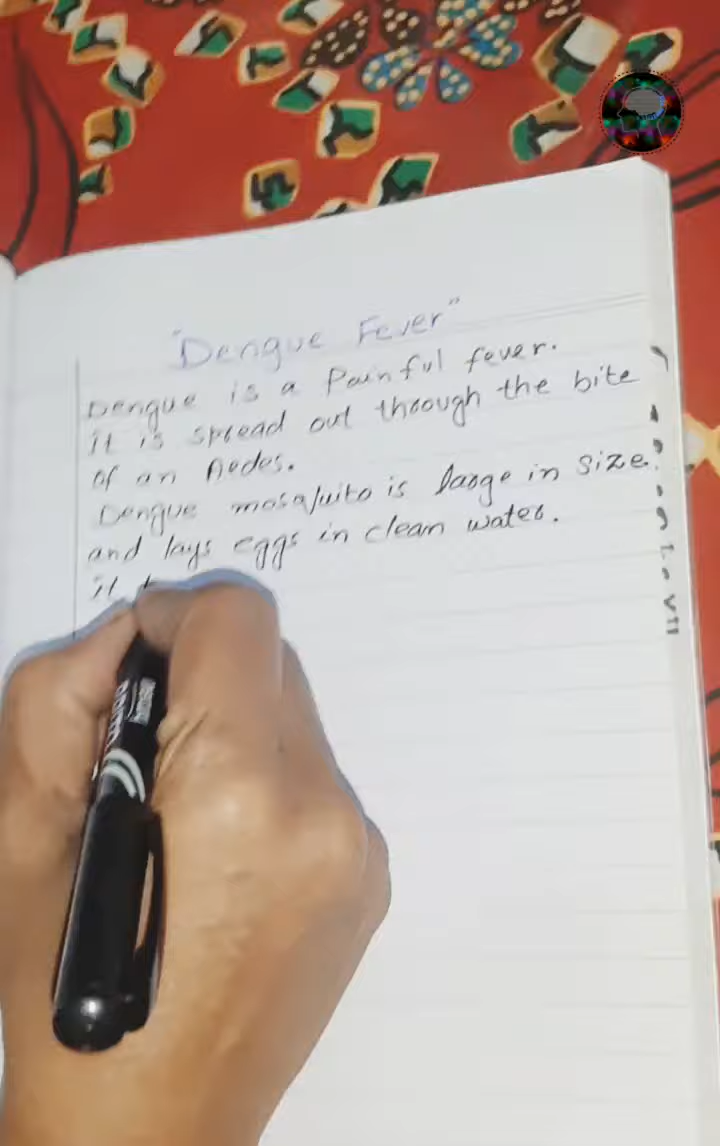 "Dengue Fever"
Dengue is a Painful fever.
it is spread out through the bite
of an Aedes.
Dengue mosquito is large in size.
and lays eggs in clean water.
it